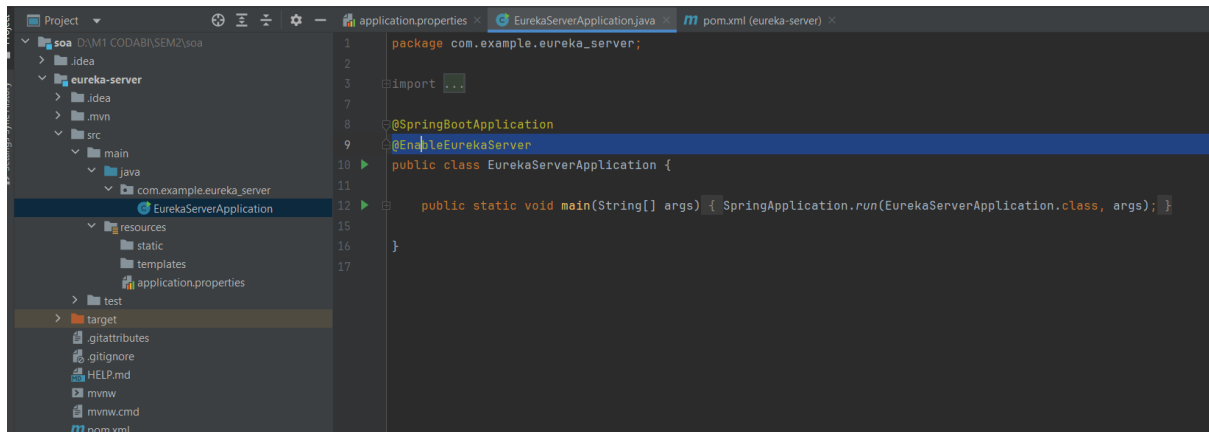 Project
application.properties
EurekaServerApplication.java
pom.xml (eureka-server)
soa D:\M1 CODABI\SEM2\soa
.idea
eureka-server
.idea
.mvn
src
main
java
com.example.eureka_server
EurekaServerApplication
resources
static
templates
application.properties
test
target
.gitattributes
.gitignore
HELP.md
mvnw
mvnw.cmd
pom.xml
1 package com.example.eureka_server;
2
3 import ...
7
8 @SpringBootApplication
9 @EnableEurekaServer
10 public class EurekaServerApplication {
11
12 public static void main(String[] args) { SpringApplication.run(EurekaServerApplication.class, args); }
15
16 }
17